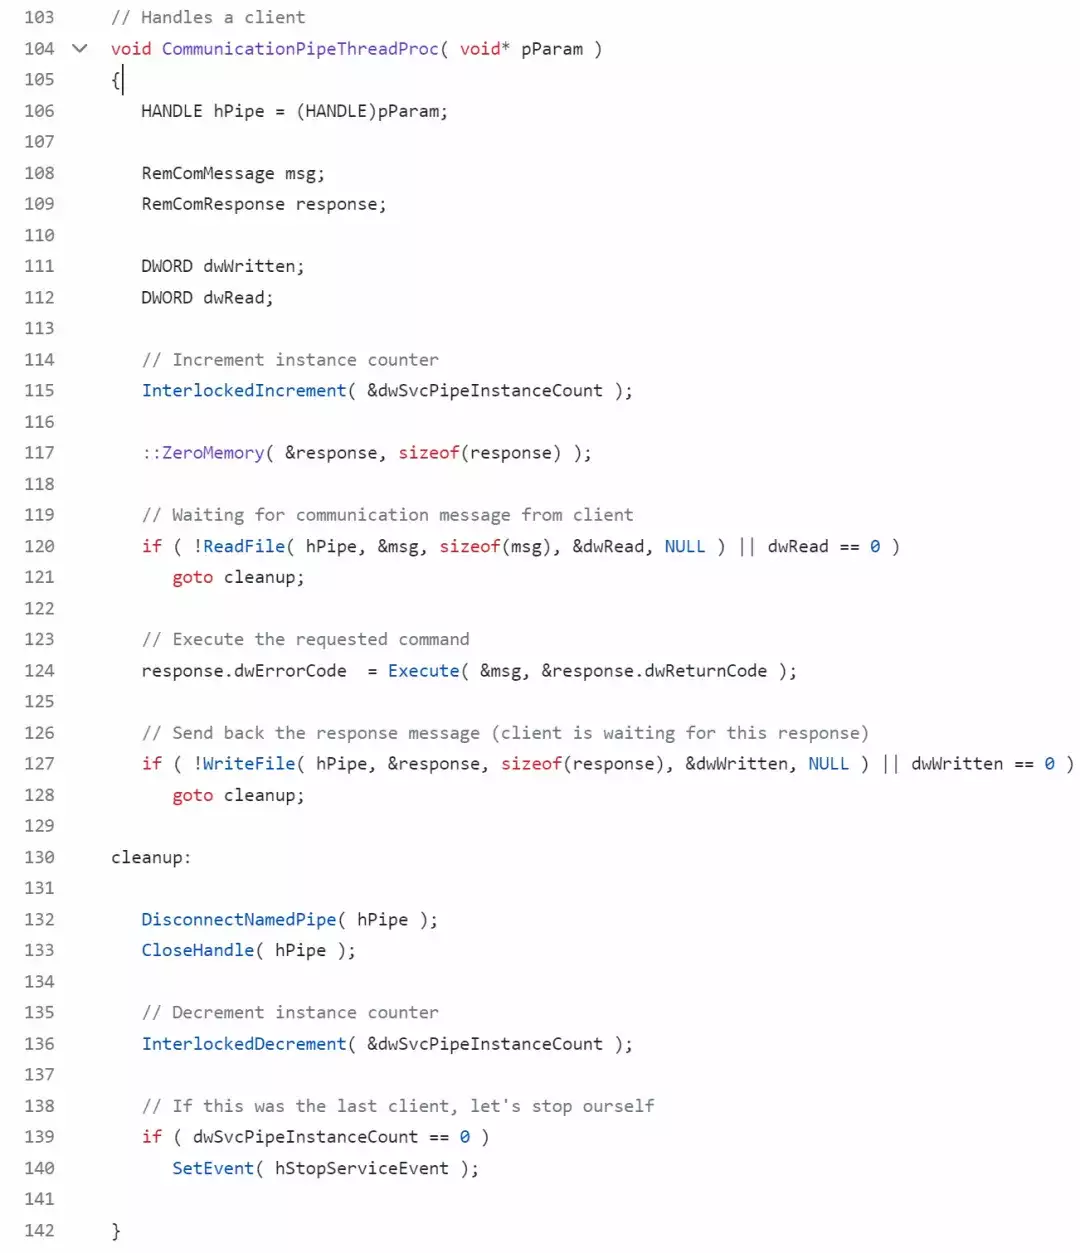 103 // Handles a client
104 void CommunicationPipeThreadProc( void* pParam )
105 {
106 HANDLE hPipe = (HANDLE)pParam;
107
108 RemComMessage msg;
109 RemComResponse response;
110
111 DWORD dwWritten;
112 DWORD dwRead;
113
114 // Increment instance counter
115 InterlockedIncrement( &dwSvcPipeInstanceCount );
116
117 ::ZeroMemory( &response, sizeof(response) );
118
119 // Waiting for communication message from client
120 if ( !ReadFile( hPipe, &msg, sizeof(msg), &dwRead, NULL ) || dwRead == 0 )
121 goto cleanup;
122
123 // Execute the requested command
124 response.dwErrorCode  = Execute( &msg, &response.dwReturnCode );
125
126 // Send back the response message (client is waiting for this response)
127 if ( !WriteFile( hPipe, &response, sizeof(response), &dwWritten, NULL ) || dwWritten == 0 )
128 goto cleanup;
129
130 cleanup:
131
132 DisconnectNamedPipe( hPipe );
133 CloseHandle( hPipe );
134
135 // Decrement instance counter
136 InterlockedDecrement( &dwSvcPipeInstanceCount );
137
138 // If this was the last client, let's stop ourself
139 if ( dwSvcPipeInstanceCount == 0 )
140 SetEvent( hStopServiceEvent );
141
142 }